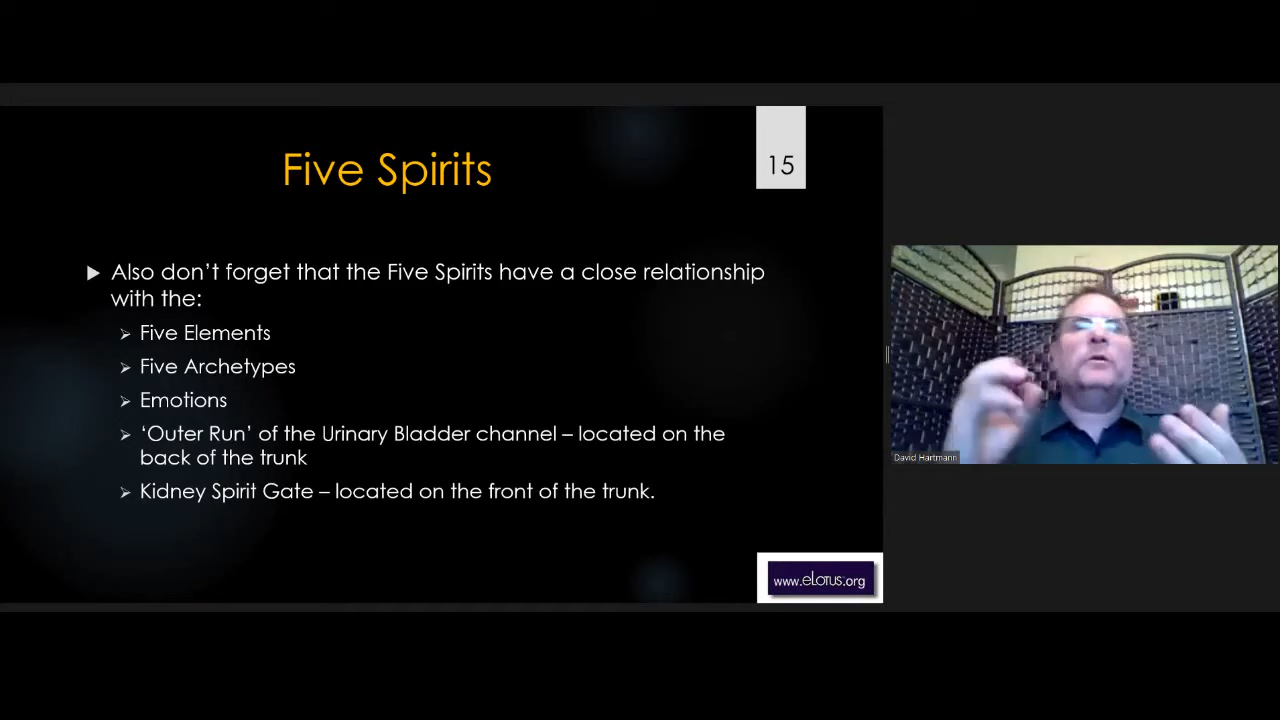 Five Spirits
15
Also don't forget that the Five Spirits have a close relationship
with the:
Five Elements
Five Archetypes
Emotions
‘Outer Run’ of the Urinary Bladder channel – located on the
back of the trunk
Kidney Spirit Gate – located on the front of the trunk.
www.eLotus.org
David Hartmann